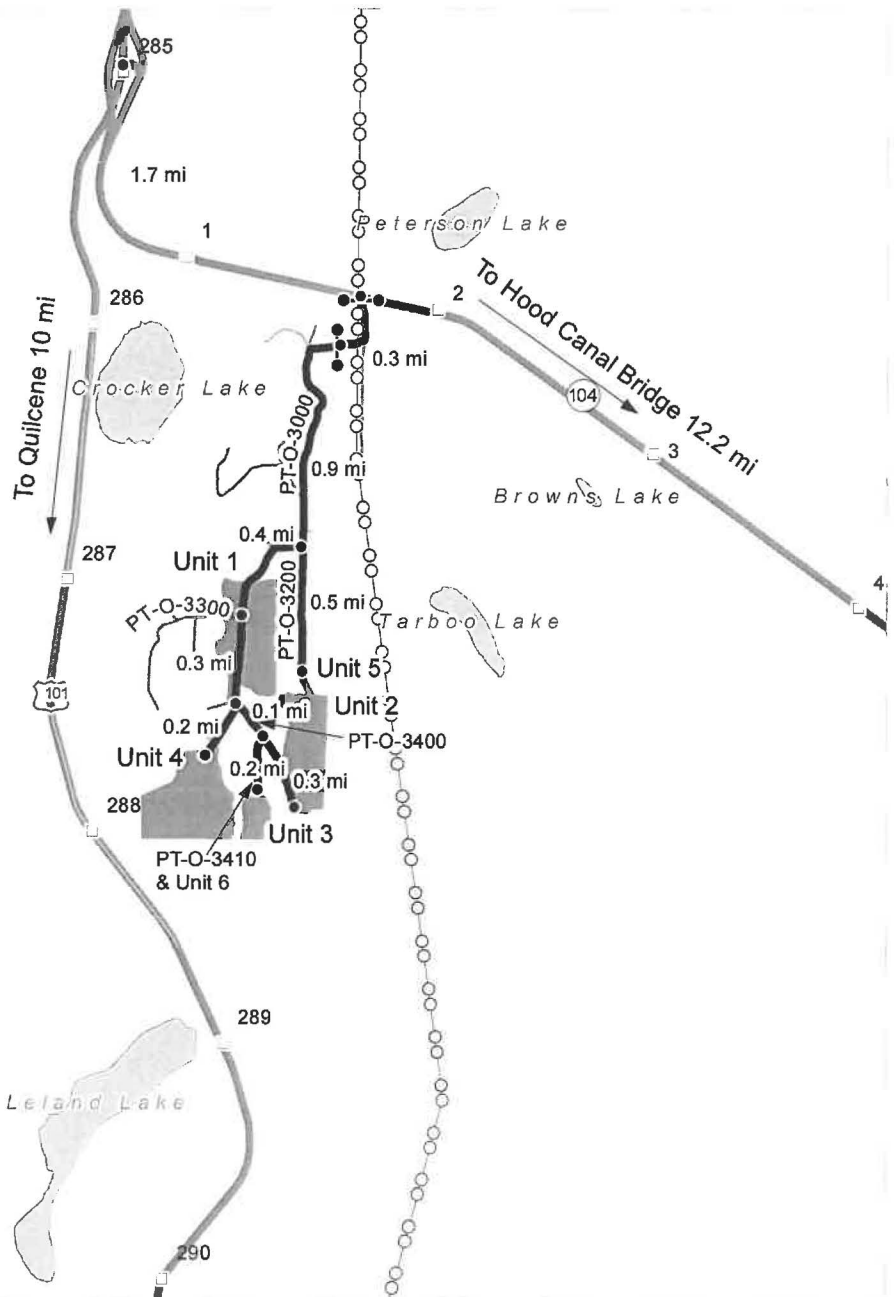 285
1.7 mi
1
Peterson Lake
286
2
To Hood Canal Bridge 12.2 mi
To Quilcene 10 mi
0.3 mi
Crocker Lake
104
PT-O-3000
3
0.9 mi
Browns Lake
0.4 mi
287
Unit 1
4
PT-O-3200
0.5 mi
PT-O-3300
Tarboo Lake
0.3 mi
Unit 5
101
0.1 mi
Unit 2
0.2 mi
PT-O-3400
Unit 4
0.2 mi
0.3 mi
288
Unit 3
PT-O-3410
& Unit 6
289
Leland Lake
290